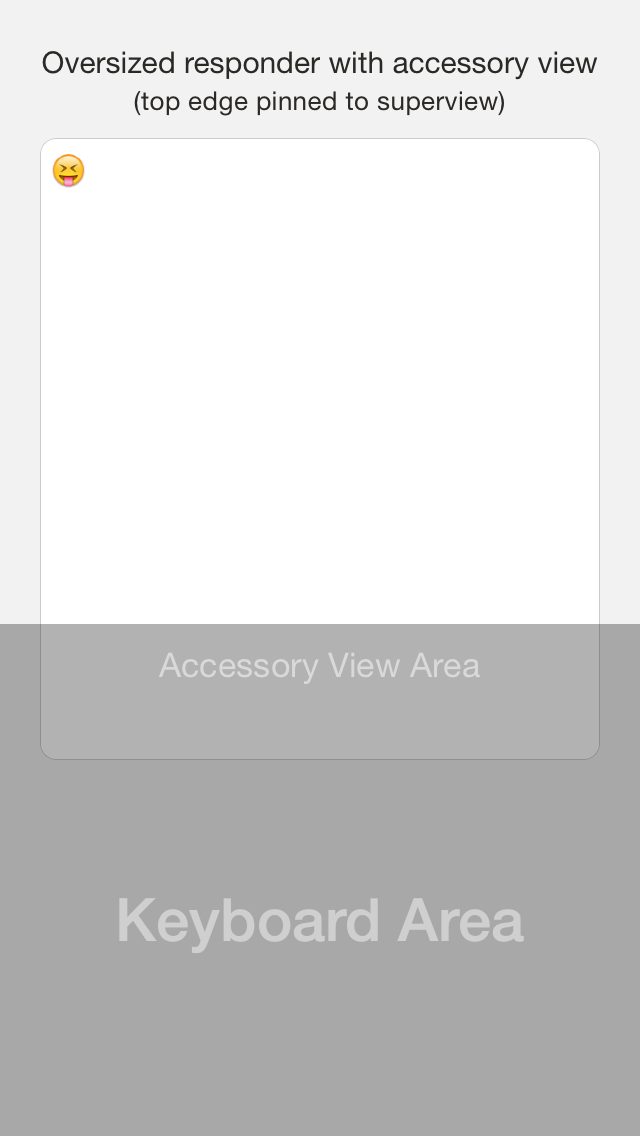 Oversized responder with accessory view
(top edge pinned to superview)
😝
Accessory View Area
Keyboard Area